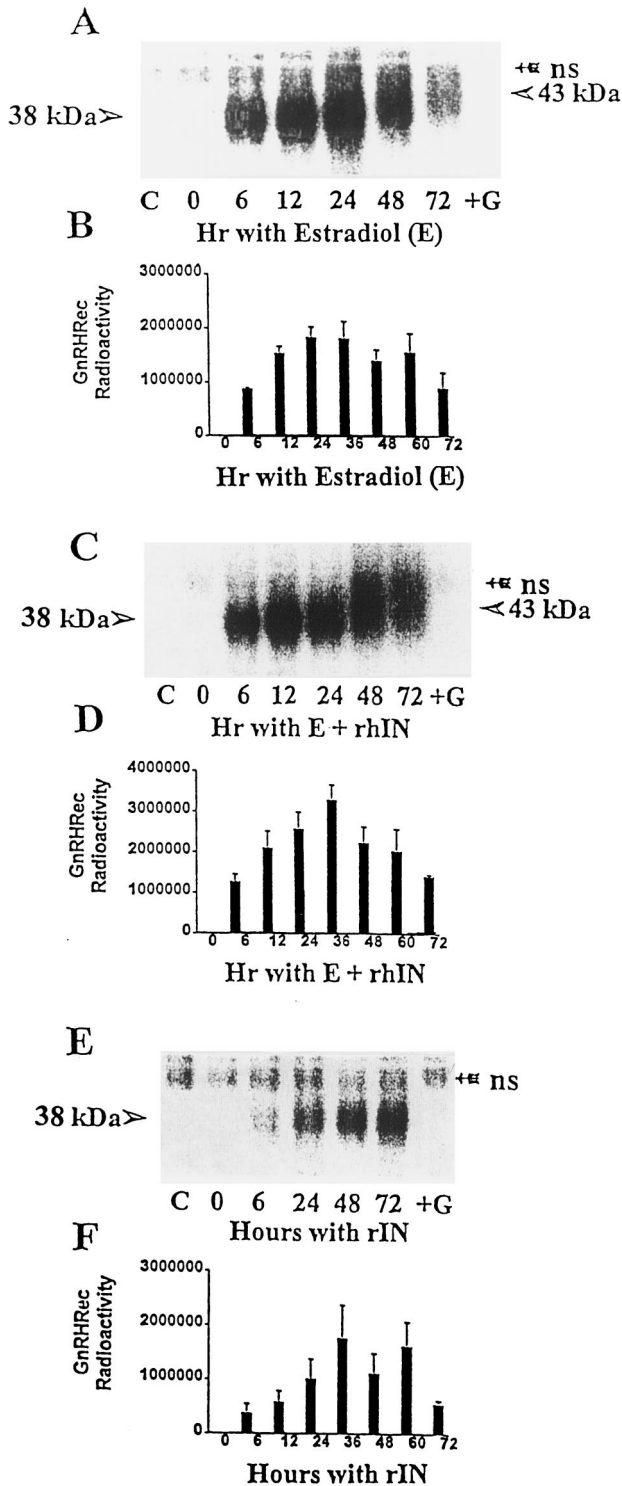 A
ns
38 kDa
43 kDa
C 0 6 12 24 48 72 +G
Hr with Estradiol (E)
B
GnRHRec
Radioactivity
3000000
2000000
1000000
0
0 6 12 24 36 48 60 72
Hr with Estradiol (E)
C
ns
38 kDa
43 kDa
C 0 6 12 24 48 72 +G
Hr with E + rhIN
D
GnRHRec
Radioactivity
4000000
3000000
2000000
1000000
0
0 6 12 24 36 48 60 72
Hr with E + rhIN
E
ns
38 kDa
C 0 6 24 48 72 +G
Hours with rIN
F
GnRHRec
Radioactivity
3000000
2000000
1000000
0
0 6 12 24 36 48 60 72
Hours with rIN